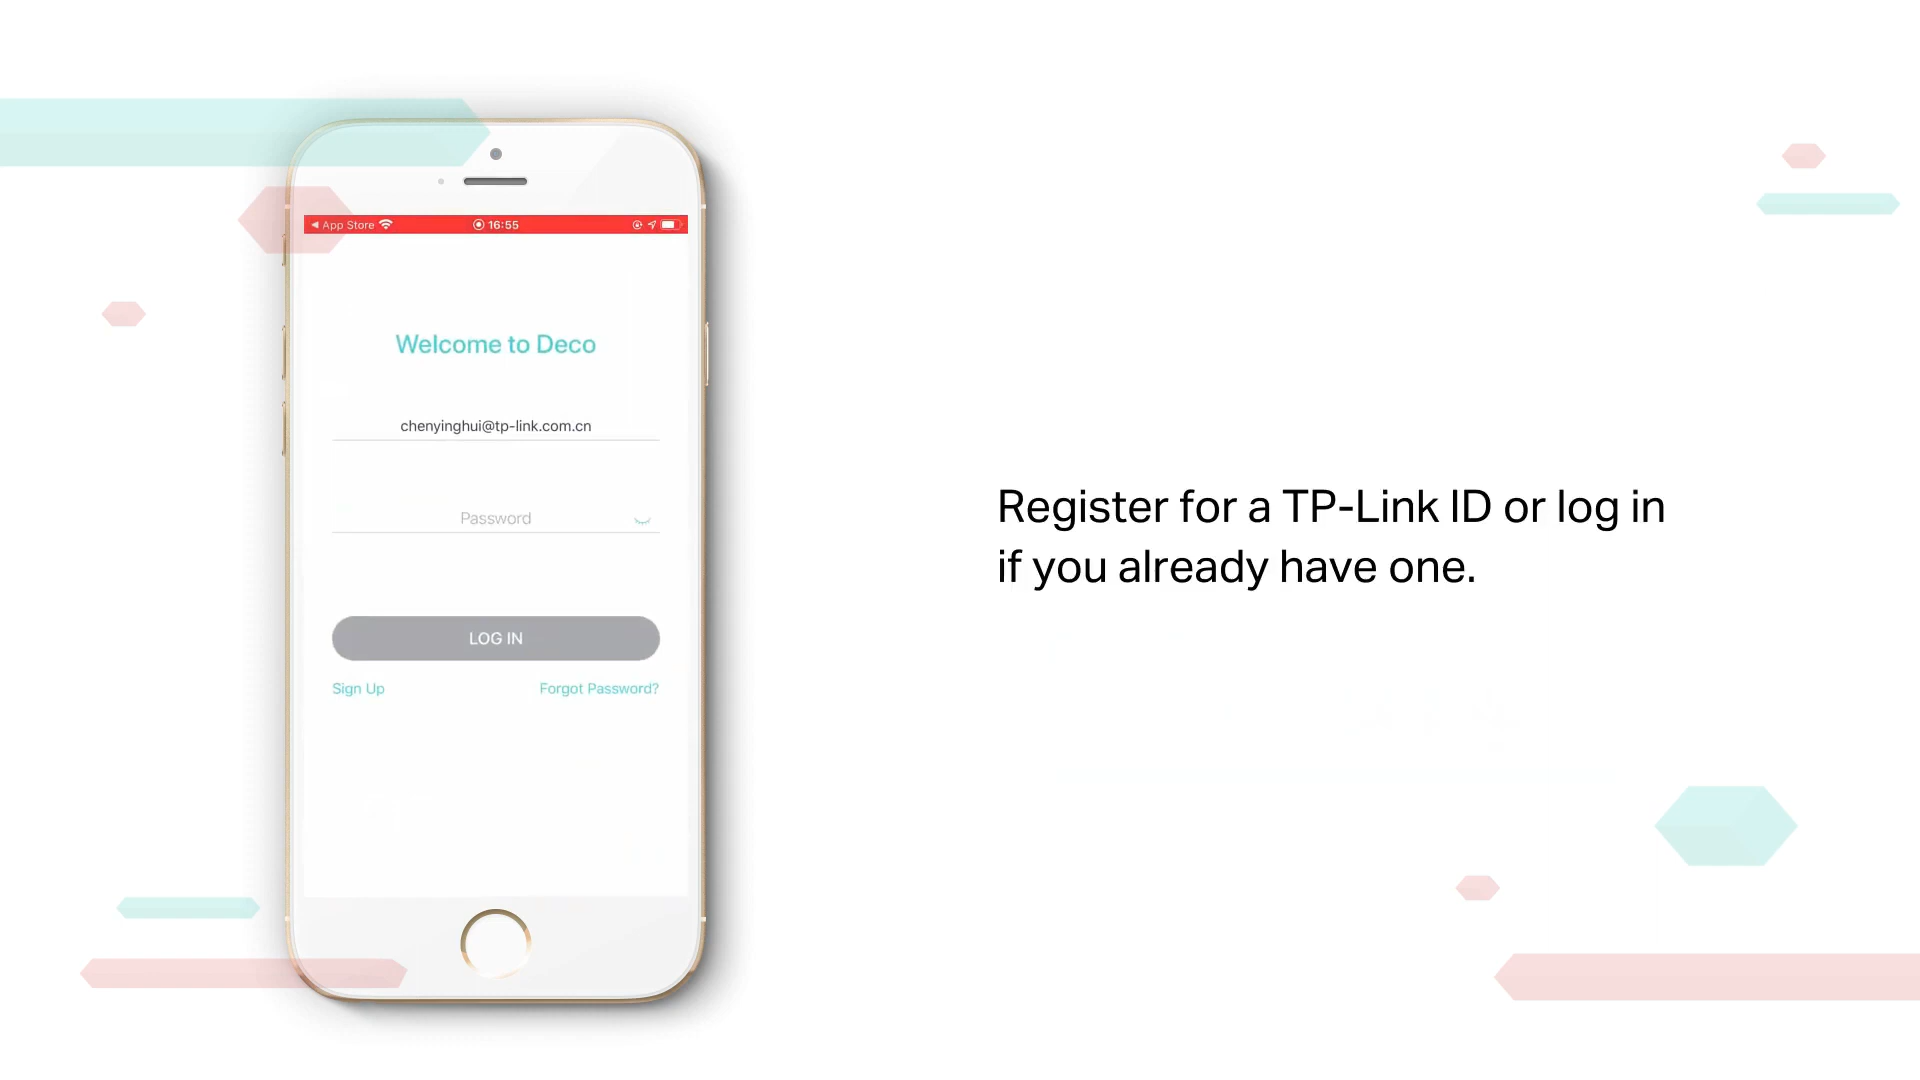 App Store
16:55
Welcome to Deco
chenyinghui@tp-link.com.cn
Password
LOG IN
Sign Up
Forgot Password?
Register for a TP-Link ID or log in
if you already have one.